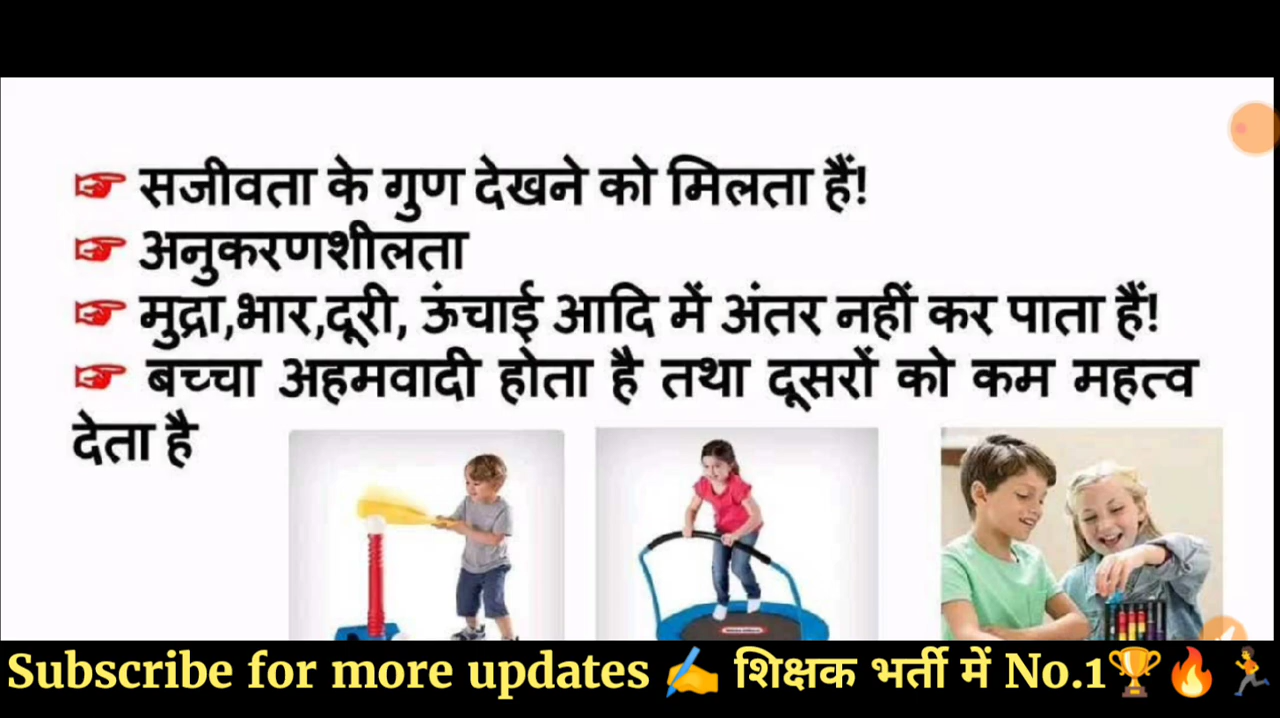 ☞ सजीवता के गुण देखने को मिलता हैं!
☞ अनुकरणशीलता
☞ मुद्रा,भार,दूरी, ऊंचाई आदि में अंतर नहीं कर पाता हैं!
☞ बच्चा अहमवादी होता है तथा दूसरों को कम महत्व
देता है
Subscribe for more updates ✍️ शिक्षक भर्ती में No.1🏆🔥🏃